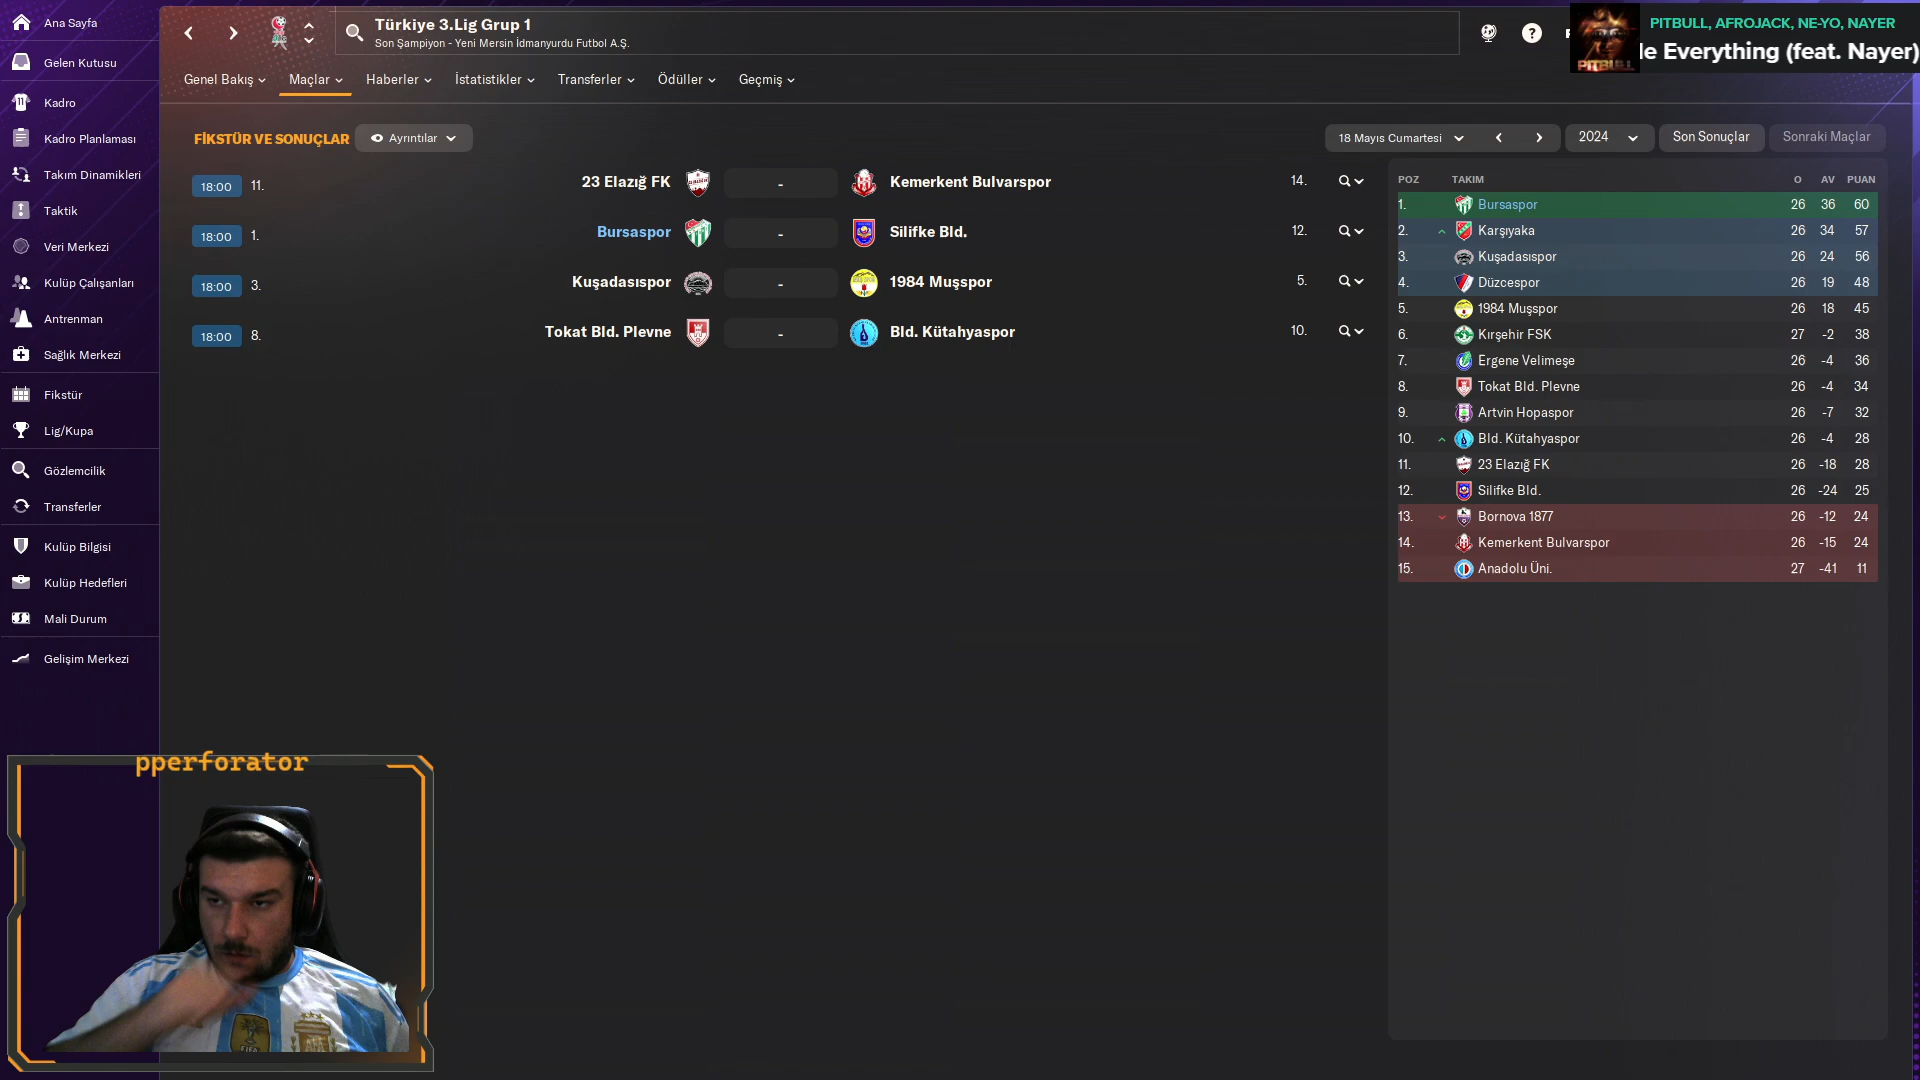 Ana Sayfa
Gelen Kutusu
Kadro
Kadro Planlaması
Takım Dinamikleri
Taktik
Veri Merkezi
Kulüp Çalışanları
Antrenman
Sağlık Merkezi
Fikstür
Lig/Kupa
Gözlemcilik
Transferler
Kulüp Bilgisi
Kulüp Hedefleri
Mali Durum
Gelişim Merkezi
Türkiye 3.Lig Grup 1
Son Şampiyon - Yeni Mersin İdmanyurdu Futbol A.Ş.
PITBULL, AFROJACK, NE-YO, NAYER
Everything (feat. Nayer)
PITBULL
Genel Bakış Maçlar Haberler İstatistikler Transferler Ödüller Geçmiş
FİKSTÜR VE SONUÇLAR Ayrıntılar
18 Mayıs Cumartesi 2024 Son Sonuçlar Sonraki Maçlar
18:00 11. 23 Elazığ FK - Kemerkent Bulvarspor 14.
18:00 1. Bursaspor - Silifke Bld. 12.
18:00 3. Kuşadasıspor - 1984 Muşspor 5.
18:00 8. Tokat Bld. Plevne - Bld. Kütahyaspor 10.
POZ TAKIM O AV PUAN
1. Bursaspor 26 36 60
2. Karşıyaka 26 34 57
3. Kuşadasıspor 26 24 56
4. Düzcespor 26 19 48
5. 1984 Muşspor 26 18 45
6. Kırşehir FSK 27 -2 38
7. Ergene Velimeşe 26 -4 36
8. Tokat Bld. Plevne 26 -4 34
9. Artvin Hopaspor 26 -7 32
10. Bld. Kütahyaspor 26 -4 28
11. 23 Elazığ FK 26 -18 28
12. Silifke Bld. 26 -24 25
13. Bornova 1877 26 -12 24
14. Kemerkent Bulvarspor 26 -15 24
15. Anadolu Üni. 27 -41 11
pperforator